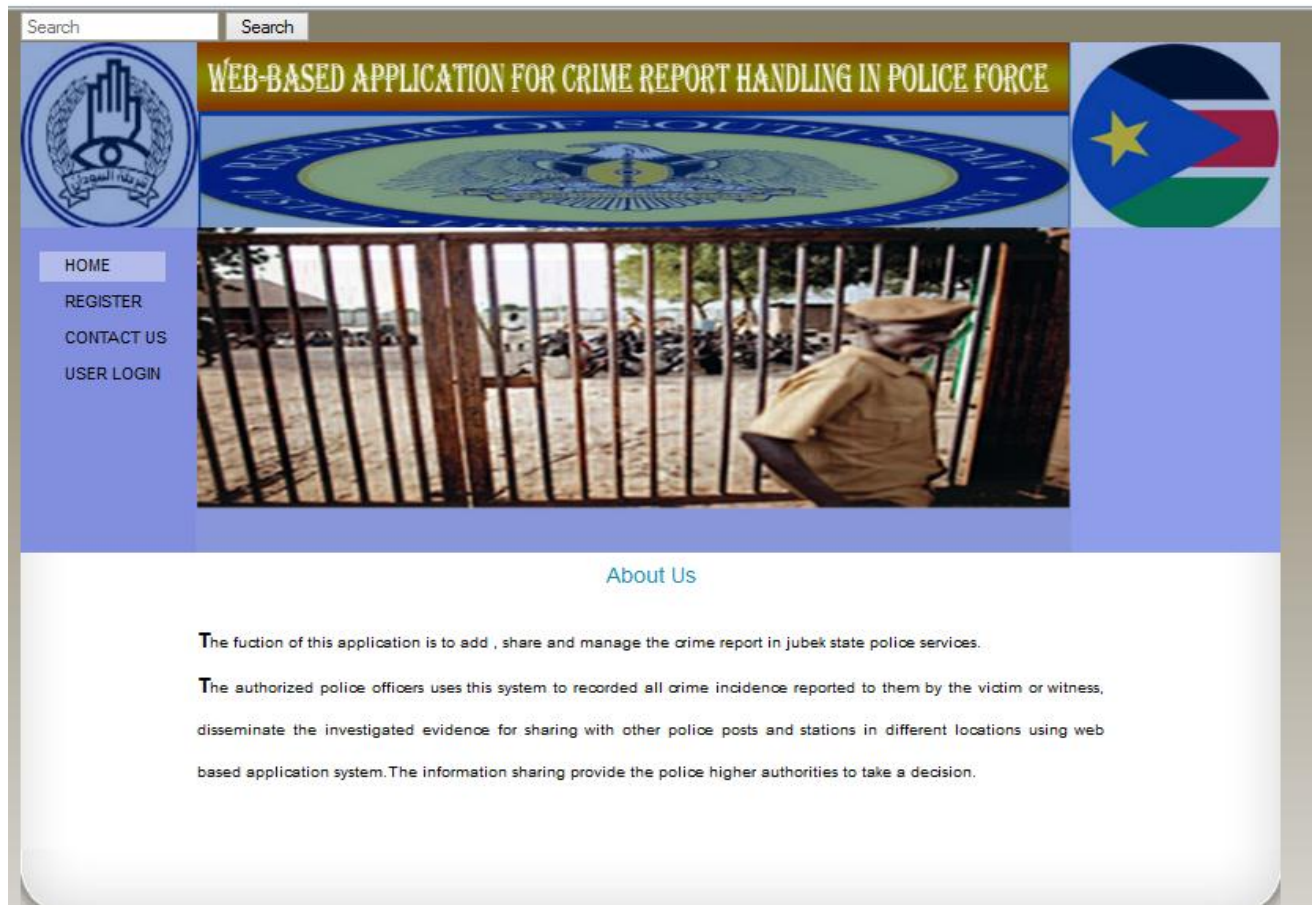 Search
Search
WEB-BASED APPLICATION FOR CRIME REPORT HANDLING IN POLICE FORCE
شرطة السودان
REPUBLIC OF SOUTH SUDAN
JUSTICE PROSPERITY
HOME
REGISTER
CONTACT US
USER LOGIN
About Us
The fuction of this application is to add , share and manage the crime report in jubek state police services.
The authorized police officers uses this system to recorded all crime incidence reported to them by the victim or witness,
disseminate the investigated evidence for sharing with other police posts and stations in different locations using web
based application system.The information sharing provide the police higher authorities to take a decision.